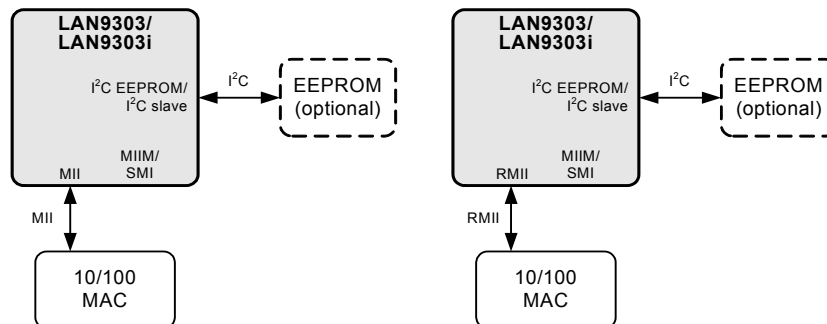 LAN9303/
LAN9303i
I²C EEPROM/
I²C slave
MIIM/
SMI
MII
I²C
EEPROM
(optional)
MII
10/100
MAC
LAN9303/
LAN9303i
I²C EEPROM/
I²C slave
MIIM/
SMI
RMII
I²C
EEPROM
(optional)
RMII
10/100
MAC